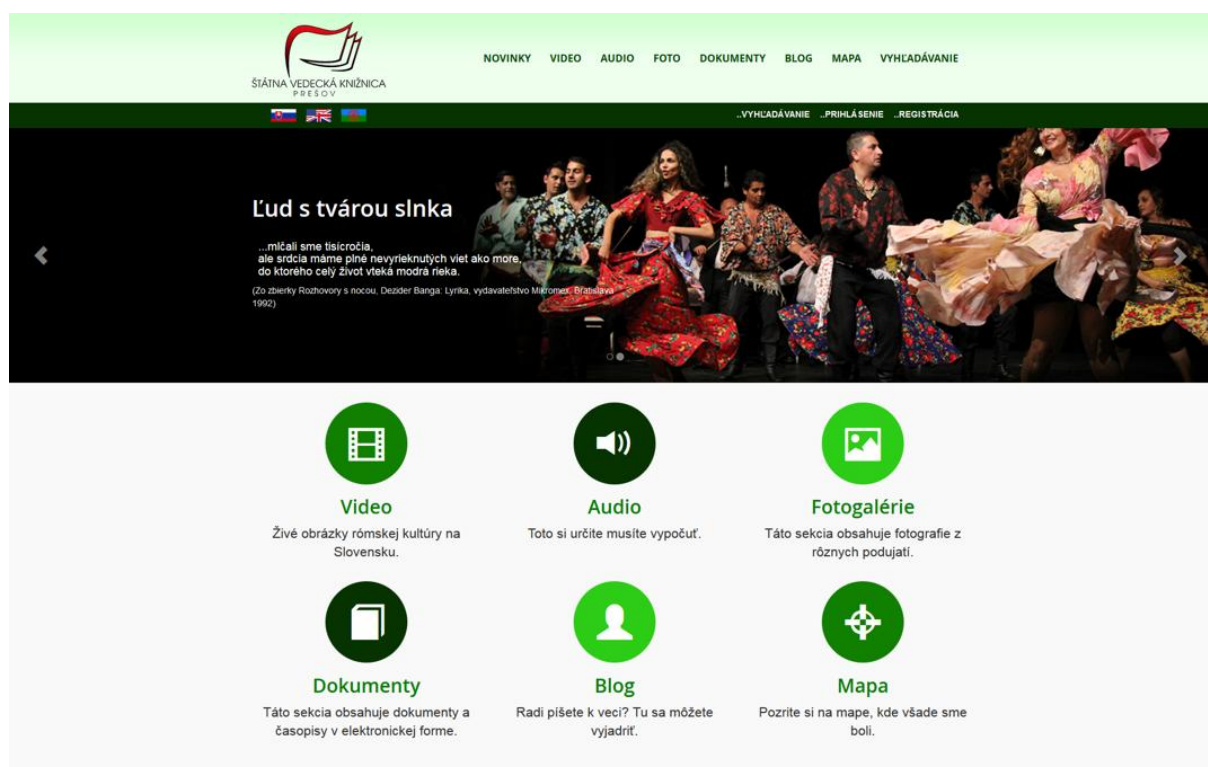 ŠTÁTNA VEDECKÁ KNIŽNICA
PREŠOV
NOVINKY VIDEO AUDIO FOTO DOKUMENTY BLOG MAPA VYHĽADÁVANIE
..VYHĽADÁVANIE ..PRIHLÁSENIE ..REGISTRÁCIA
Ľud s tvárou slnka
...mlčali sme tisícročia,
ale srdcia máme plné nevyrieknutých viet ako more,
do ktorého celý život vteká modrá rieka.
(Zo zbierky Rozhovory s nocou, Dezider Banga: Lyrika, vydavateľstvo Mikromex, Bratislava
1992)
Video
Živé obrázky rómskej kultúry na
Slovensku.
Audio
Toto si určite musíte vypočuť.
Fotogalérie
Táto sekcia obsahuje fotografie z
rôznych podujatí.
Dokumenty
Táto sekcia obsahuje dokumenty a
časopisy v elektronickej forme.
Blog
Radi píšete k veci? Tu sa môžete
vyjadriť.
Mapa
Pozrite si na mape, kde všade sme
boli.